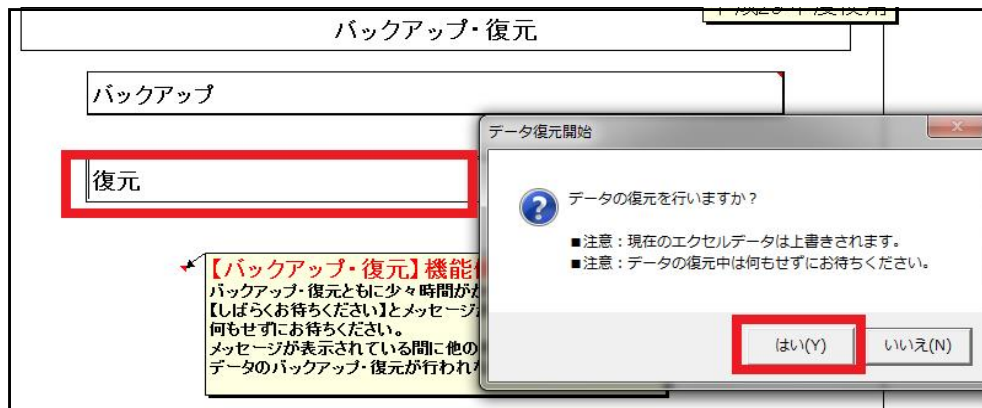 バックアップ・復元
バックアップ
データ復元開始
復元
データの復元を行いますか？
■注意：現在のエクセルデータは上書きされます。
■注意：データの復元中は何もせずにお待ちください。
【バックアップ・復元】機能
バックアップ・復元ともに少々時間が
【しばらくお待ちください】とメッセージ
何もせずにお待ちください。
メッセージが表示されている間に他の
データのバックアップ・復元が行われ
はい(Y)
いいえ(N)